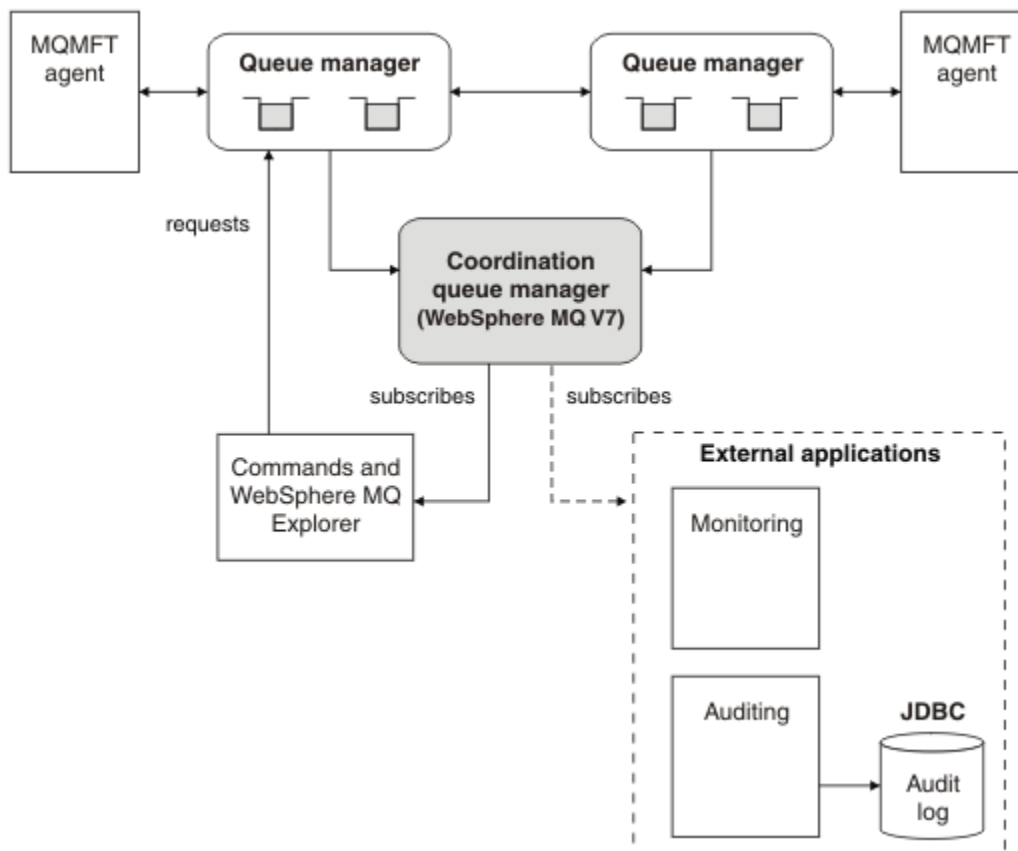 MQMFT
agent
Queue manager
Queue manager
MQMFT
agent
requests
Coordination
queue manager
(WebSphere MQ V7)
subscribes
subscribes
Commands and
WebSphere MQ
Explorer
External applications
Monitoring
Auditing
JDBC
Audit
log